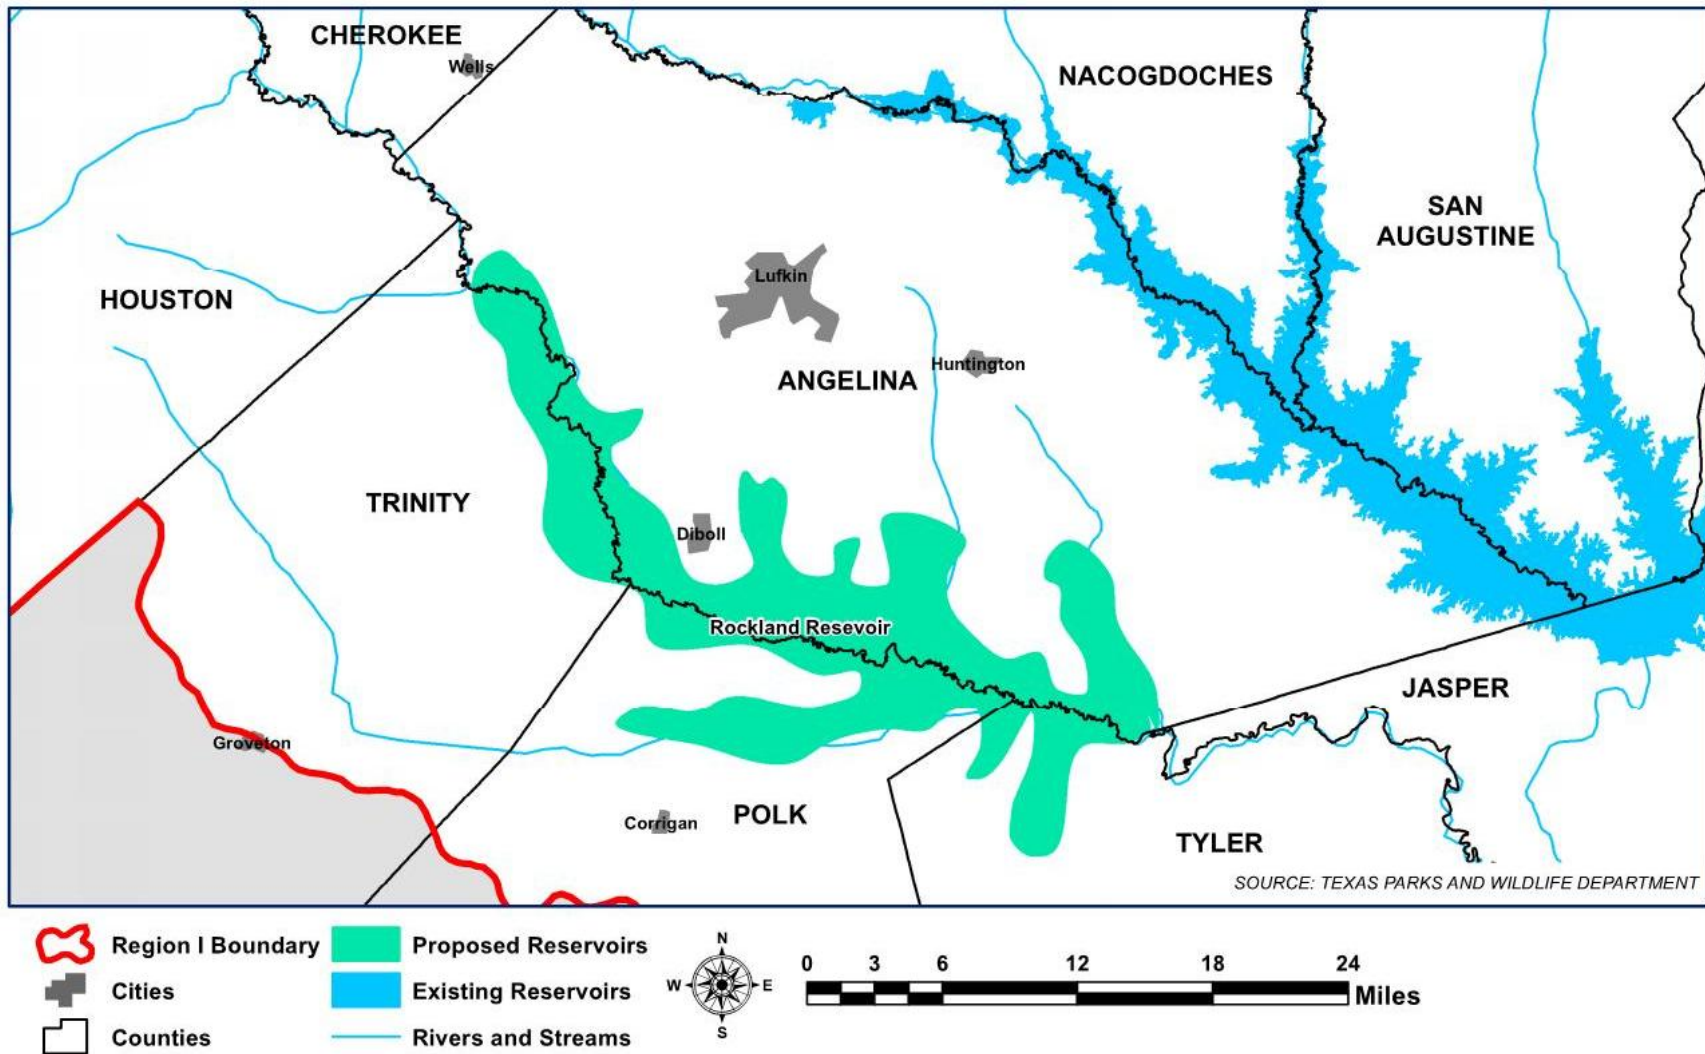 CHEROKEE
Wells
NACOGDOCHES
SAN
AUGUSTINE
HOUSTON
Lufkin
Huntington
ANGELINA
TRINITY
Diboll
Rockland Resevoir
JASPER
Groveton
Corrigan
POLK
TYLER
SOURCE: TEXAS PARKS AND WILDLIFE DEPARTMENT
Region I Boundary
Cities
Counties
Proposed Reservoirs
Existing Reservoirs
Rivers and Streams
N
W E
S
0 3 6 12 18 24
Miles